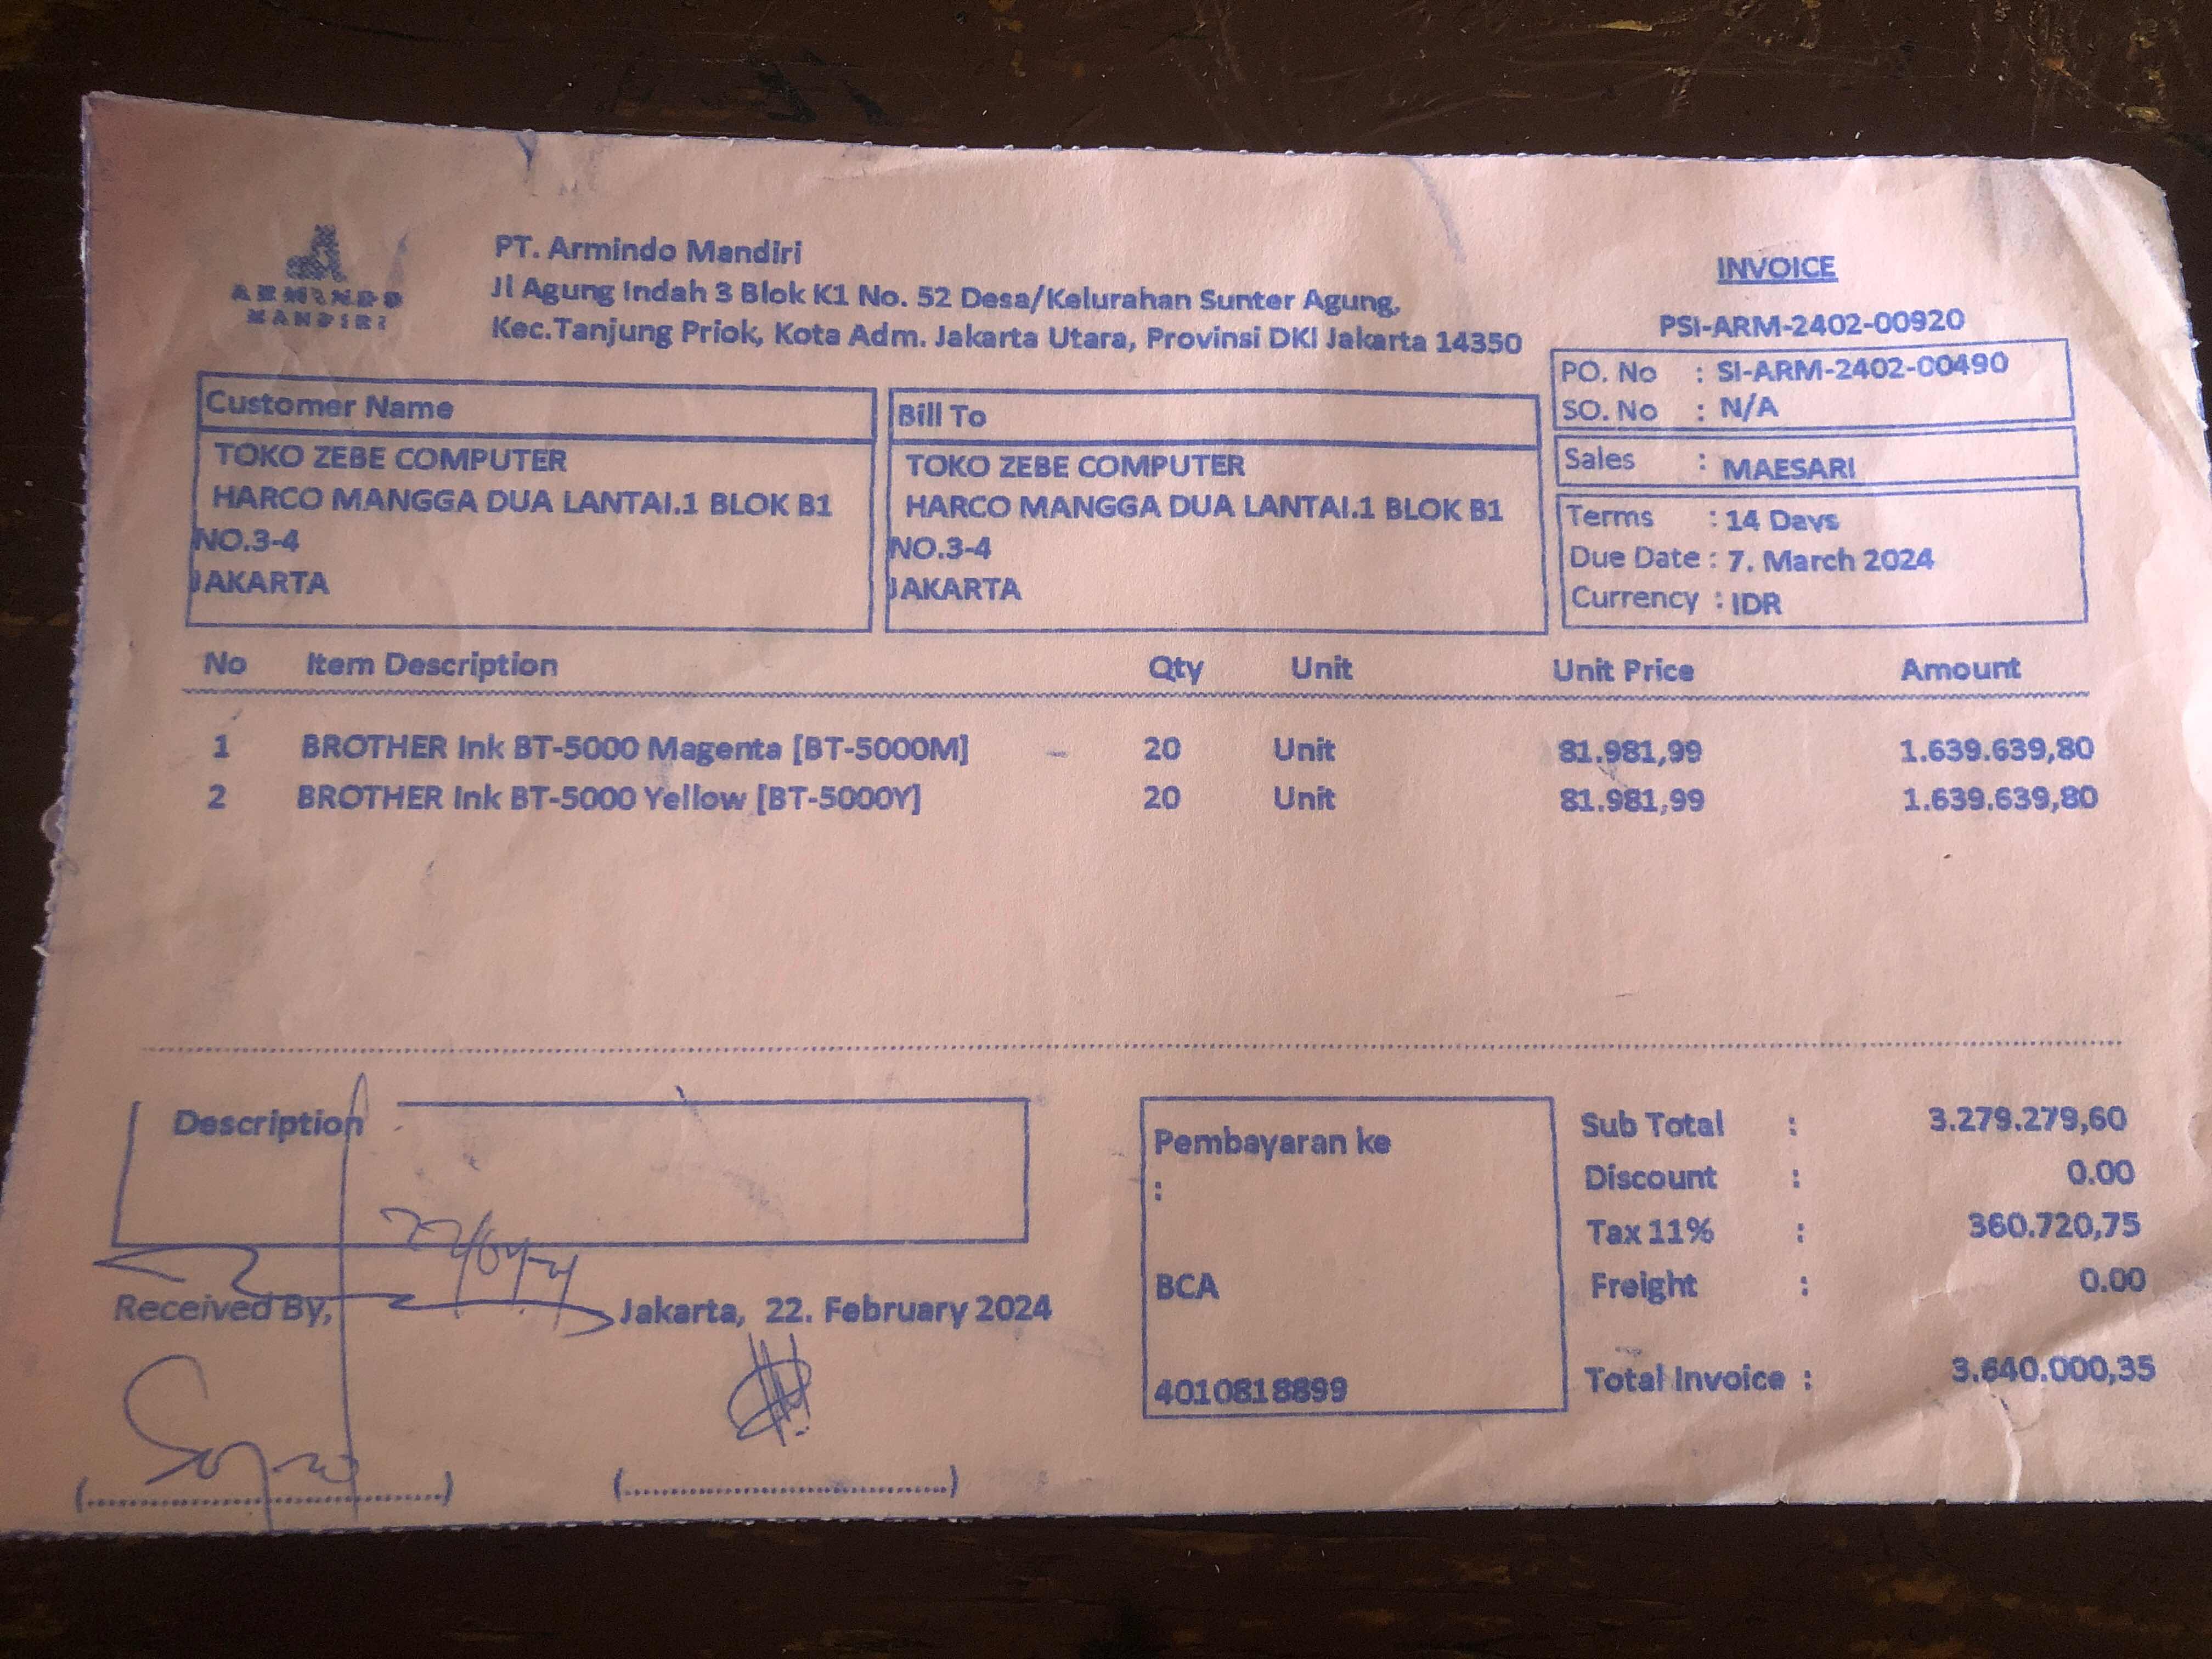 ARMINDO
MANDIRI
PT. Armindo Mandiri
Jl Agung Indah 3 Blok K1 No. 52 Desa/Kelurahan Sunter Agung,
Kec.Tanjung Priok, Kota Adm. Jakarta Utara, Provinsi DKI Jakarta 14350
INVOICE
PSI-ARM-2402-00920
PO. No : SI-ARM-2402-00490
SO. No : N/A
Sales : MAESARI
Terms : 14 Days
Due Date : 7. March 2024
Currency : IDR
Customer Name
TOKO ZEBE COMPUTER
HARCO MANGGA DUA LANTAI.1 BLOK B1
NO.3-4
JAKARTA
Bill To
TOKO ZEBE COMPUTER
HARCO MANGGA DUA LANTAI.1 BLOK B1
NO.3-4
JAKARTA
No Item Description Qty Unit Unit Price Amount
1 BROTHER Ink BT-5000 Magenta [BT-5000M] 20 Unit 81.981,99 1.639.639,80
2 BROTHER Ink BT-5000 Yellow [BT-5000Y] 20 Unit 81.981,99 1.639.639,80
Description
Received By,
Jakarta, 22. February 2024
(..............................)
(..............................)
Pembayaran ke
:
BCA
4010818899
Sub Total : 3.279.279,60
Discount : 0.00
Tax 11% : 360.720,75
Freight : 0.00
Total Invoice : 3.640.000,35